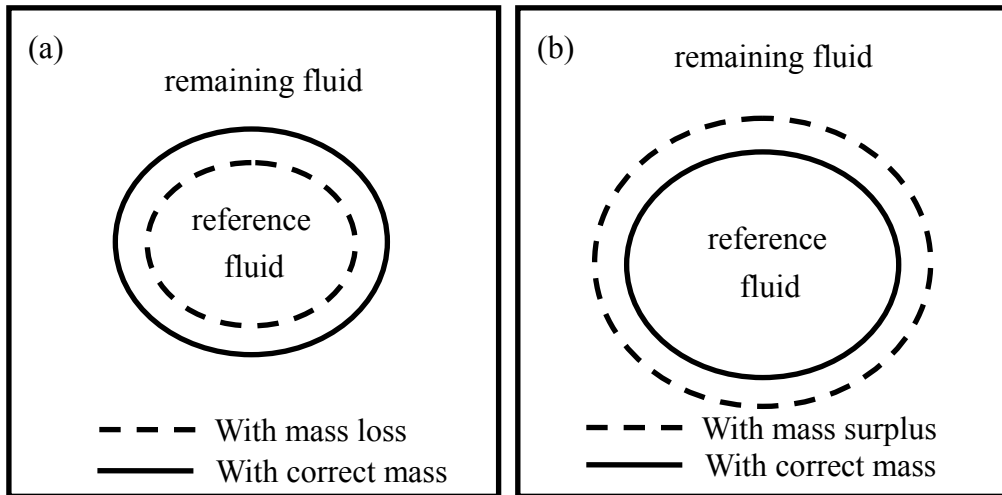 (a)
remaining fluid
reference
fluid
With mass loss
With correct mass
(b)
remaining fluid
reference
fluid
With mass surplus
With correct mass